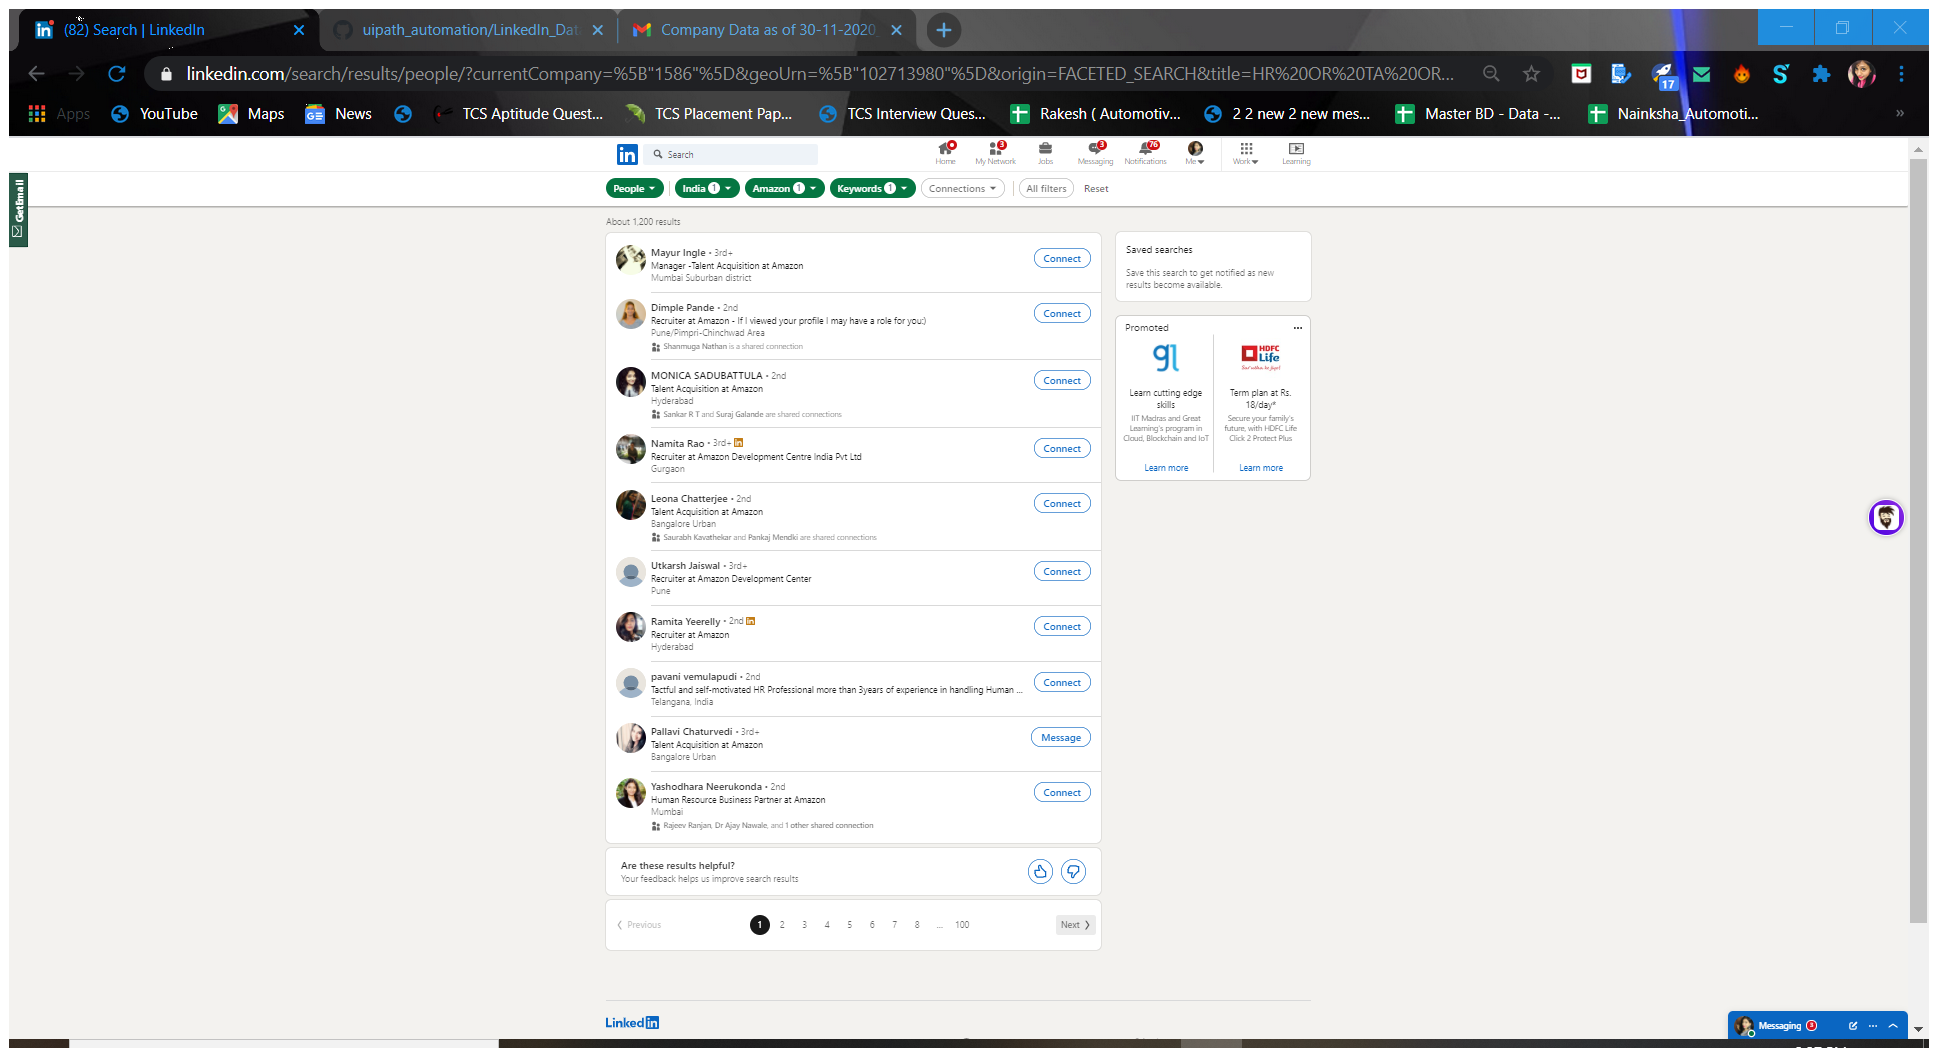 (82) Search | LinkedIn
uipath_automation/LinkedIn_Dat
Company Data as of 30-11-2020_
linkedin.com/search/results/people/?currentCompany=%5B"1586"%5D&geoUrn=%5B"102713980"%5D&origin=FACETED_SEARCH&title=HR%20OR%20TA%20OR...
17
Apps
YouTube
Maps
News
TCS Aptitude Quest...
TCS Placement Pap...
TCS Interview Ques...
Rakesh ( Automotiv...
2 2 new 2 new mes...
Master BD - Data -...
Nainksha_Automoti...
»
in
Search
Home
3
My Network
Jobs
3
Messaging
76
Notifications
Me
Work
Learning
GetEmail
People
India 1
Amazon 1
Keywords 1
Connections
All filters
Reset
About 1,200 results
Mayur Ingle • 3rd+
Manager -Talent Acquisition at Amazon
Mumbai Suburban district
Connect
Dimple Pande • 2nd
Recruiter at Amazon - If I viewed your profile I may have a role for you:)
Pune/Pimpri-Chinchwad Area
Shanmuga Nathan is a shared connection
Connect
MONICA SADUBATTULA • 2nd
Talent Acquisition at Amazon
Hyderabad
Sankar R T and Suraj Galande are shared connections
Connect
Namita Rao • 3rd+ in
Recruiter at Amazon Development Centre India Pvt Ltd
Gurgaon
Connect
Leona Chatterjee • 2nd
Talent Acquisition at Amazon
Bangalore Urban
Saurabh Kavathekar and Pankaj Mendki are shared connections
Connect
Utkarsh Jaiswal • 3rd+
Recruiter at Amazon Development Center
Pune
Connect
Ramita Yeerelly • 2nd in
Recruiter at Amazon
Hyderabad
Connect
pavani vemulapudi • 2nd
Tactful and self-motivated HR Professional more than 3years of experience in handling Human ...
Telangana, India
Connect
Pallavi Chaturvedi • 3rd+
Talent Acquisition at Amazon
Bangalore Urban
Message
Yashodhara Neerukonda • 2nd
Human Resource Business Partner at Amazon
Mumbai
Rajeev Ranjan, Dr Ajay Nawale, and 1 other shared connection
Connect
Are these results helpful?
Your feedback helps us improve search results
Previous
1 2 3 4 5 6 7 8 ... 100
Next
Saved searches
Save this search to get notified as new
results become available.
Promoted
gl
Learn cutting edge
skills
IIT Madras and Great
Learning's program in
Cloud, Blockchain and IoT
Learn more
HDFC
Life
Term plan at Rs.
18/day*
Secure your family's
future, with HDFC Life
Click 2 Protect Plus
Learn more
LinkedIn
Messaging 3